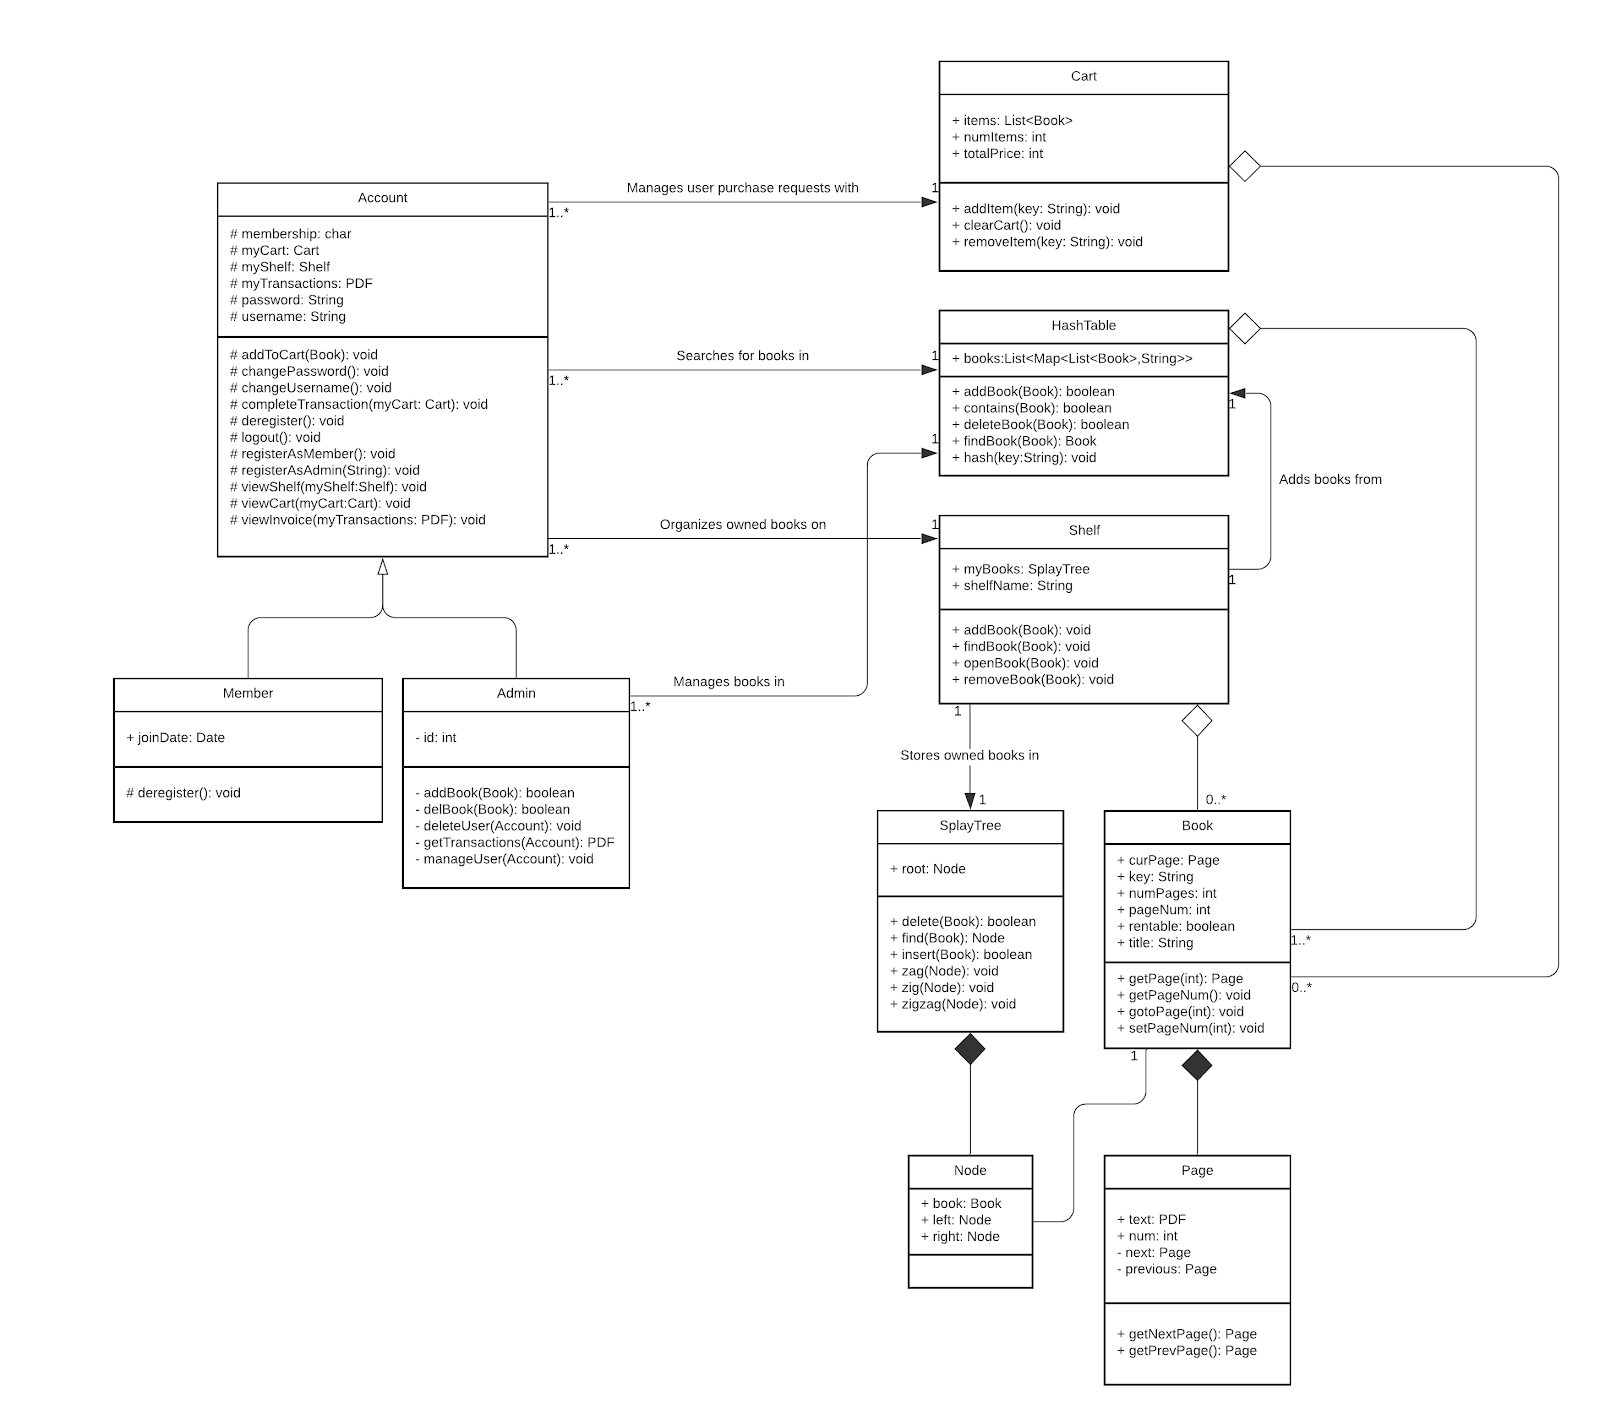 Cart
+ items: List<Book>
+ numItems: int
+ totalPrice: int
+ addItem(key: String): void
+ clearCart(): void
+ removeItem(key: String): void
Account
# membership: char
# myCart: Cart
# myShelf: Shelf
# myTransactions: PDF
# password: String
# username: String
# addToCart(Book): void
# changePassword(): void
# changeUsername(): void
# completeTransaction(myCart: Cart): void
# deregister(): void
# logout(): void
# registerAsMember(): void
# registerAsAdmin(String): void
# viewShelf(myShelf:Shelf): void
# viewCart(myCart:Cart): void
# viewInvoice(myTransactions: PDF): void
Manages user purchase requests with
1
1..*
Searches for books in
1
1..*
Organizes owned books on
1
1..*
HashTable
+ books:List<Map<List<Book>,String>>
+ addBook(Book): boolean
+ contains(Book): boolean
+ deleteBook(Book): boolean
+ findBook(Book): Book
+ hash(key:String): void
1
1
Adds books from
1
Shelf
+ myBooks: SplayTree
+ shelfName: String
+ addBook(Book): void
+ findBook(Book): void
+ openBook(Book): void
+ removeBook(Book): void
Member
+ joinDate: Date
# deregister(): void
Admin
- id: int
- addBook(Book): boolean
- delBook(Book): boolean
- deleteUser(Account): void
- getTransactions(Account): PDF
- manageUser(Account): void
Manages books in
1..*
1
Stores owned books in
1
0..*
SplayTree
+ root: Node
+ delete(Book): boolean
+ find(Book): Node
+ insert(Book): boolean
+ zag(Node): void
+ zig(Node): void
+ zigzag(Node): void
Book
+ curPage: Page
+ key: String
+ numPages: int
+ pageNum: int
+ rentable: boolean
+ title: String
+ getPage(int): Page
+ getPageNum(): void
+ gotoPage(int): void
+ setPageNum(int): void
1..*
0..*
1
Node
+ book: Book
+ left: Node
+ right: Node
Page
+ text: PDF
+ num: int
- next: Page
- previous: Page
+ getNextPage(): Page
+ getPrevPage(): Page